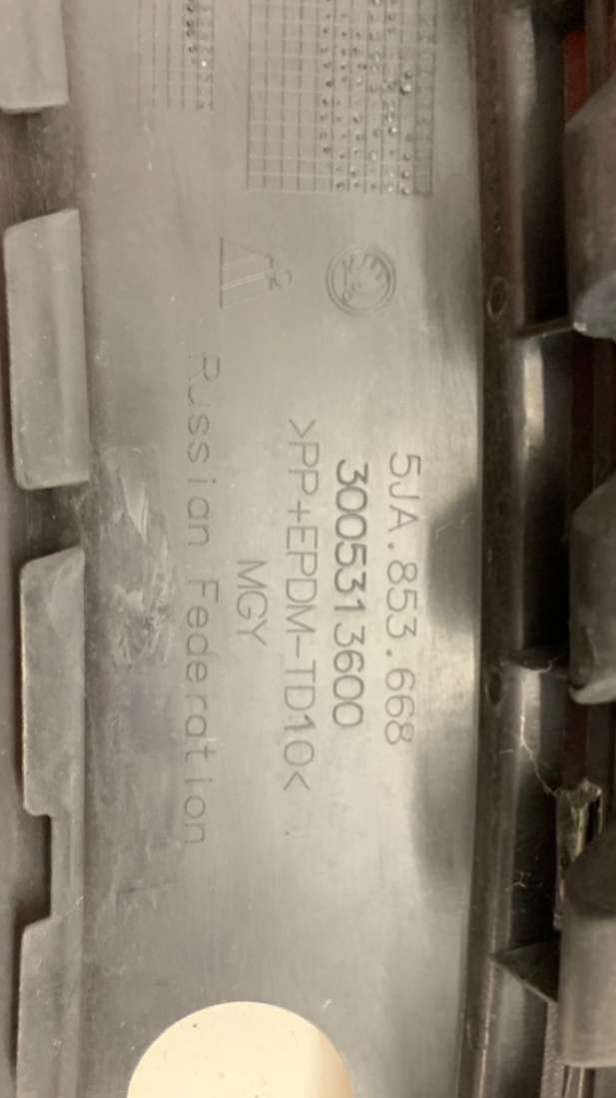 5JA.853.668
3005313600
>PP+EPDM-TD10<
MGY
Russian Federation